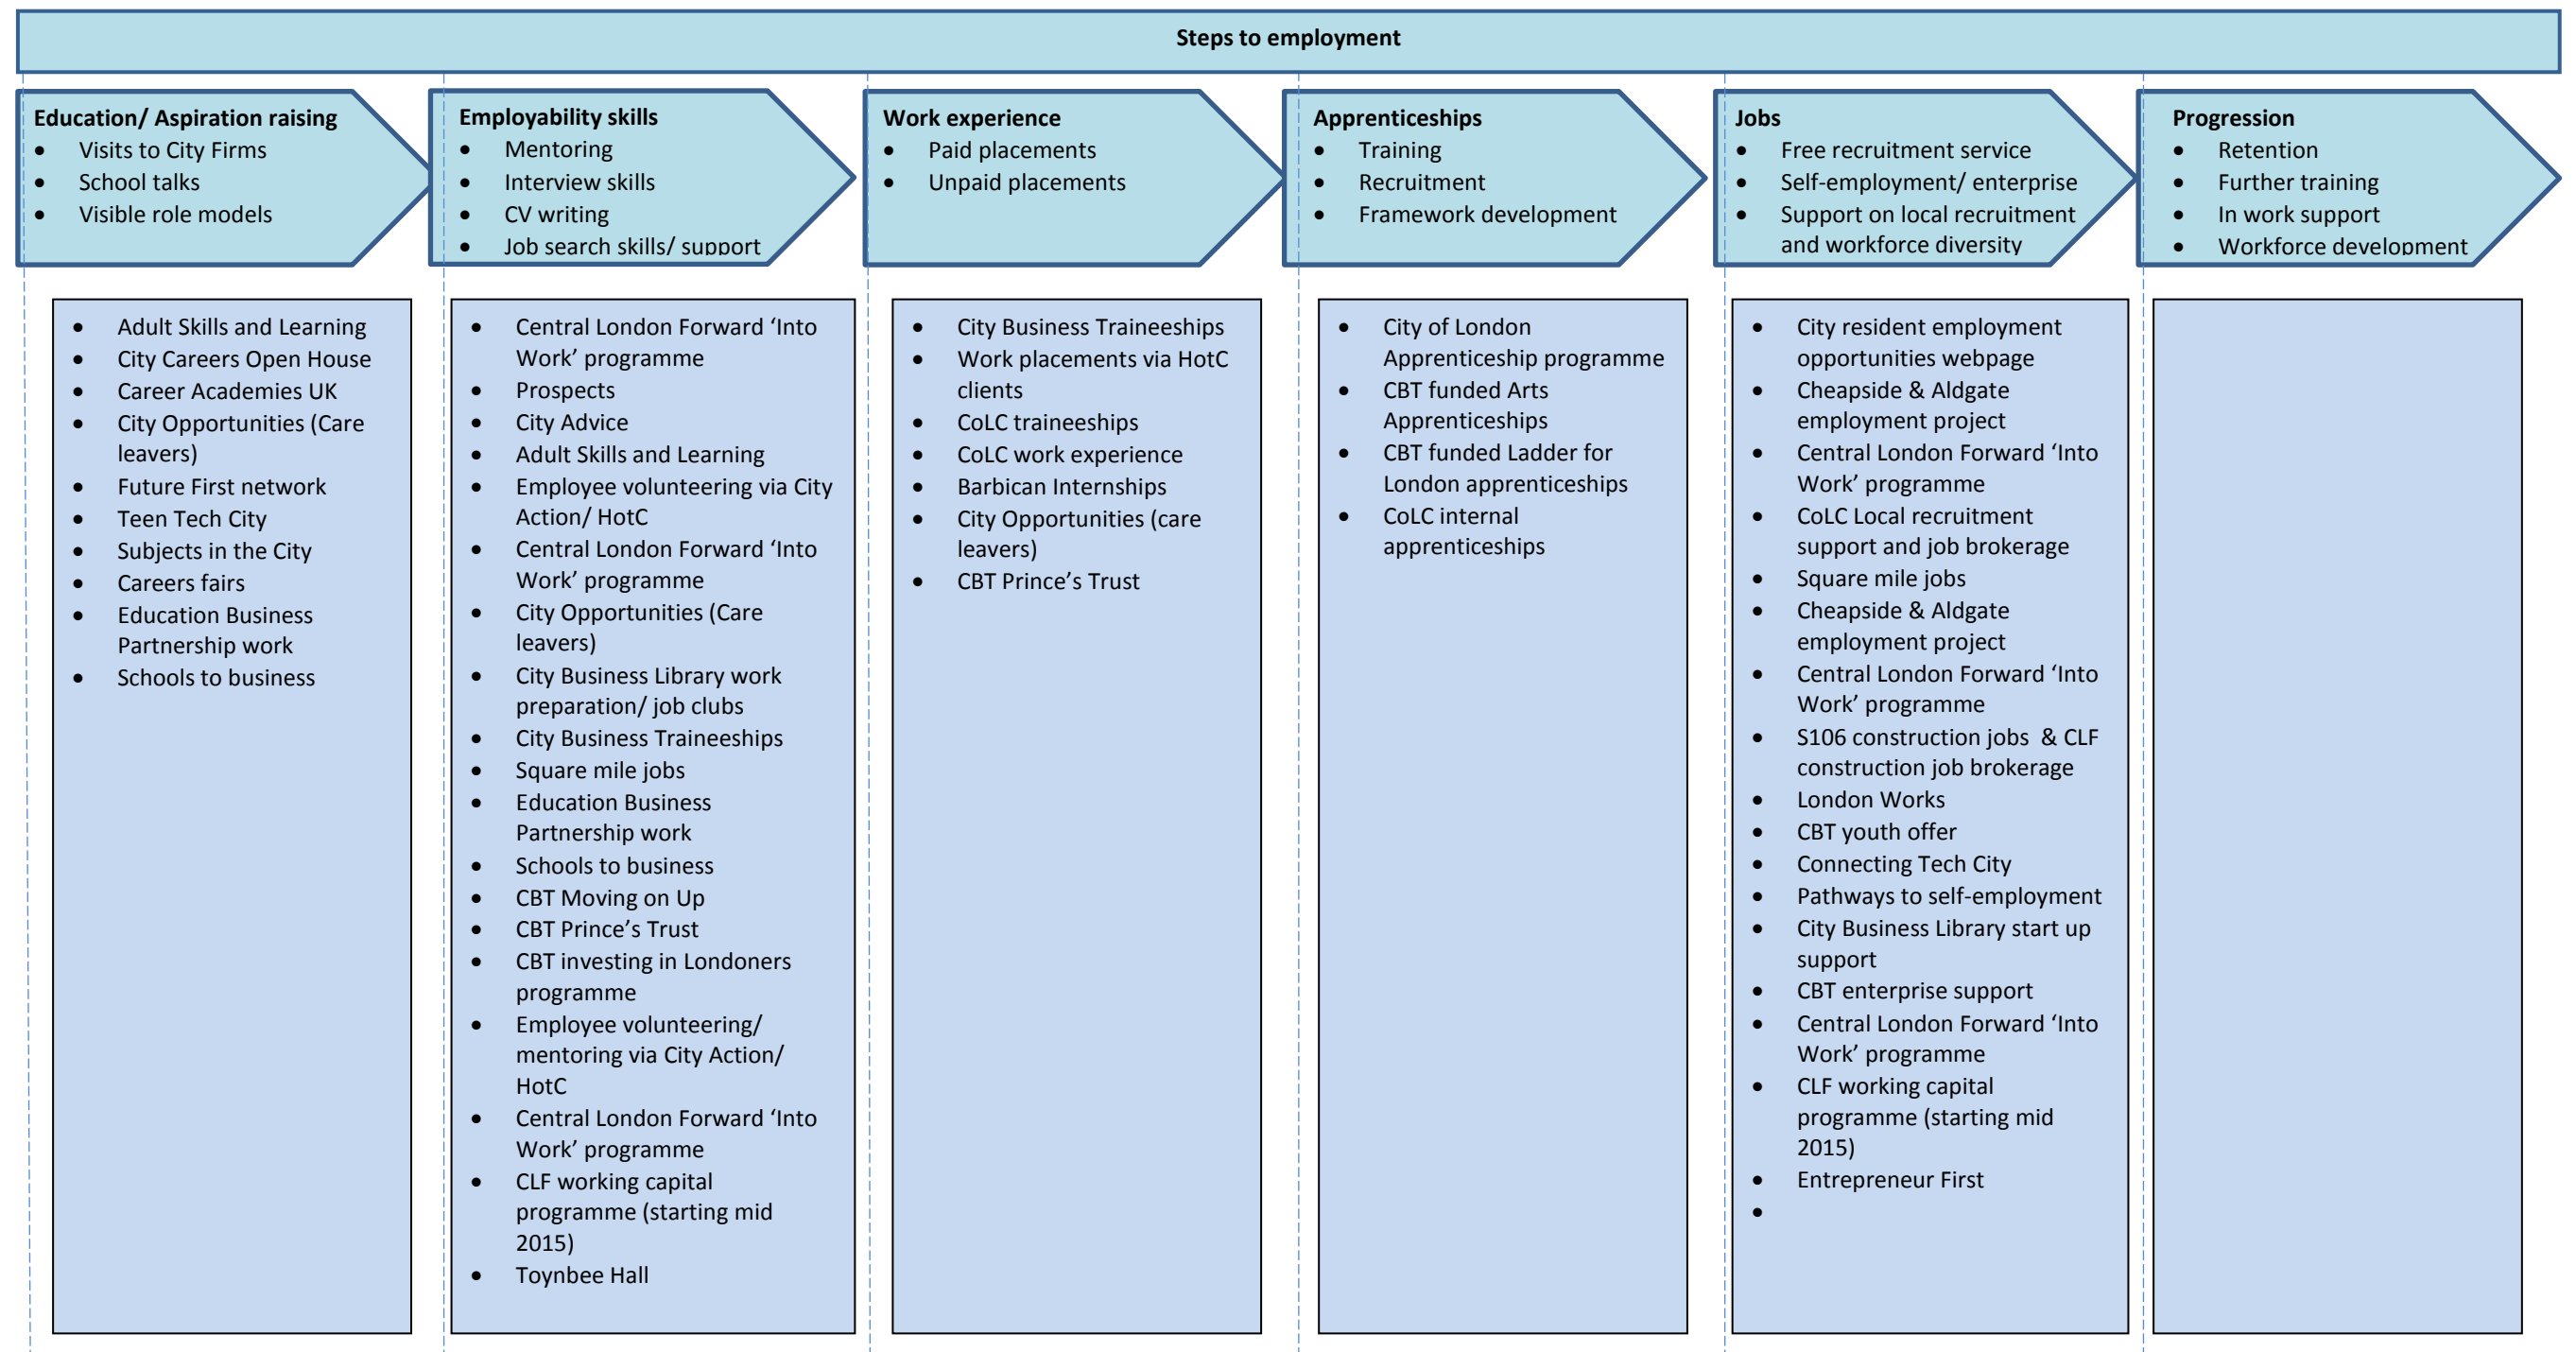 Steps to employment
Education/ Aspiration raising
• Visits to City Firms
• School talks
• Visible role models
Employability skills
• Mentoring
• Interview skills
• CV writing
• Job search skills/ support
Work experience
• Paid placements
• Unpaid placements
Apprenticeships
• Training
• Recruitment
• Framework development
Jobs
• Free recruitment service
• Self-employment/ enterprise
• Support on local recruitment
and workforce diversity
Progression
• Retention
• Further training
• In work support
• Workforce development
• Adult Skills and Learning
• City Careers Open House
• Career Academies UK
• City Opportunities (Care
leavers)
• Future First network
• Teen Tech City
• Subjects in the City
• Careers fairs
• Education Business
Partnership work
• Schools to business
• Central London Forward ‘Into
Work’ programme
• Prospects
• City Advice
• Adult Skills and Learning
• Employee volunteering via City
Action/ HotC
• Central London Forward ‘Into
Work’ programme
• City Opportunities (Care
leavers)
• City Business Library work
preparation/ job clubs
• City Business Traineeships
• Square mile jobs
• Education Business
Partnership work
• Schools to business
• CBT Moving on Up
• CBT Prince’s Trust
• CBT investing in Londoners
programme
• Employee volunteering/
mentoring via City Action/
HotC
• Central London Forward ‘Into
Work’ programme
• CLF working capital
programme (starting mid
2015)
• Toynbee Hall
• City Business Traineeships
• Work placements via HotC
clients
• CoLC traineeships
• CoLC work experience
• Barbican Internships
• City Opportunities (care
leavers)
• CBT Prince’s Trust
• City of London
Apprenticeship programme
• CBT funded Arts
Apprenticeships
• CBT funded Ladder for
London apprenticeships
• CoLC internal
apprenticeships
• City resident employment
opportunities webpage
• Cheapside & Aldgate
employment project
• Central London Forward ‘Into
Work’ programme
• CoLC Local recruitment
support and job brokerage
• Square mile jobs
• Cheapside & Aldgate
employment project
• Central London Forward ‘Into
Work’ programme
• S106 construction jobs  & CLF
construction job brokerage
• London Works
• CBT youth offer
• Connecting Tech City
• Pathways to self-employment
• City Business Library start up
support
• CBT enterprise support
• Central London Forward ‘Into
Work’ programme
• CLF working capital
programme (starting mid
2015)
• Entrepreneur First
•